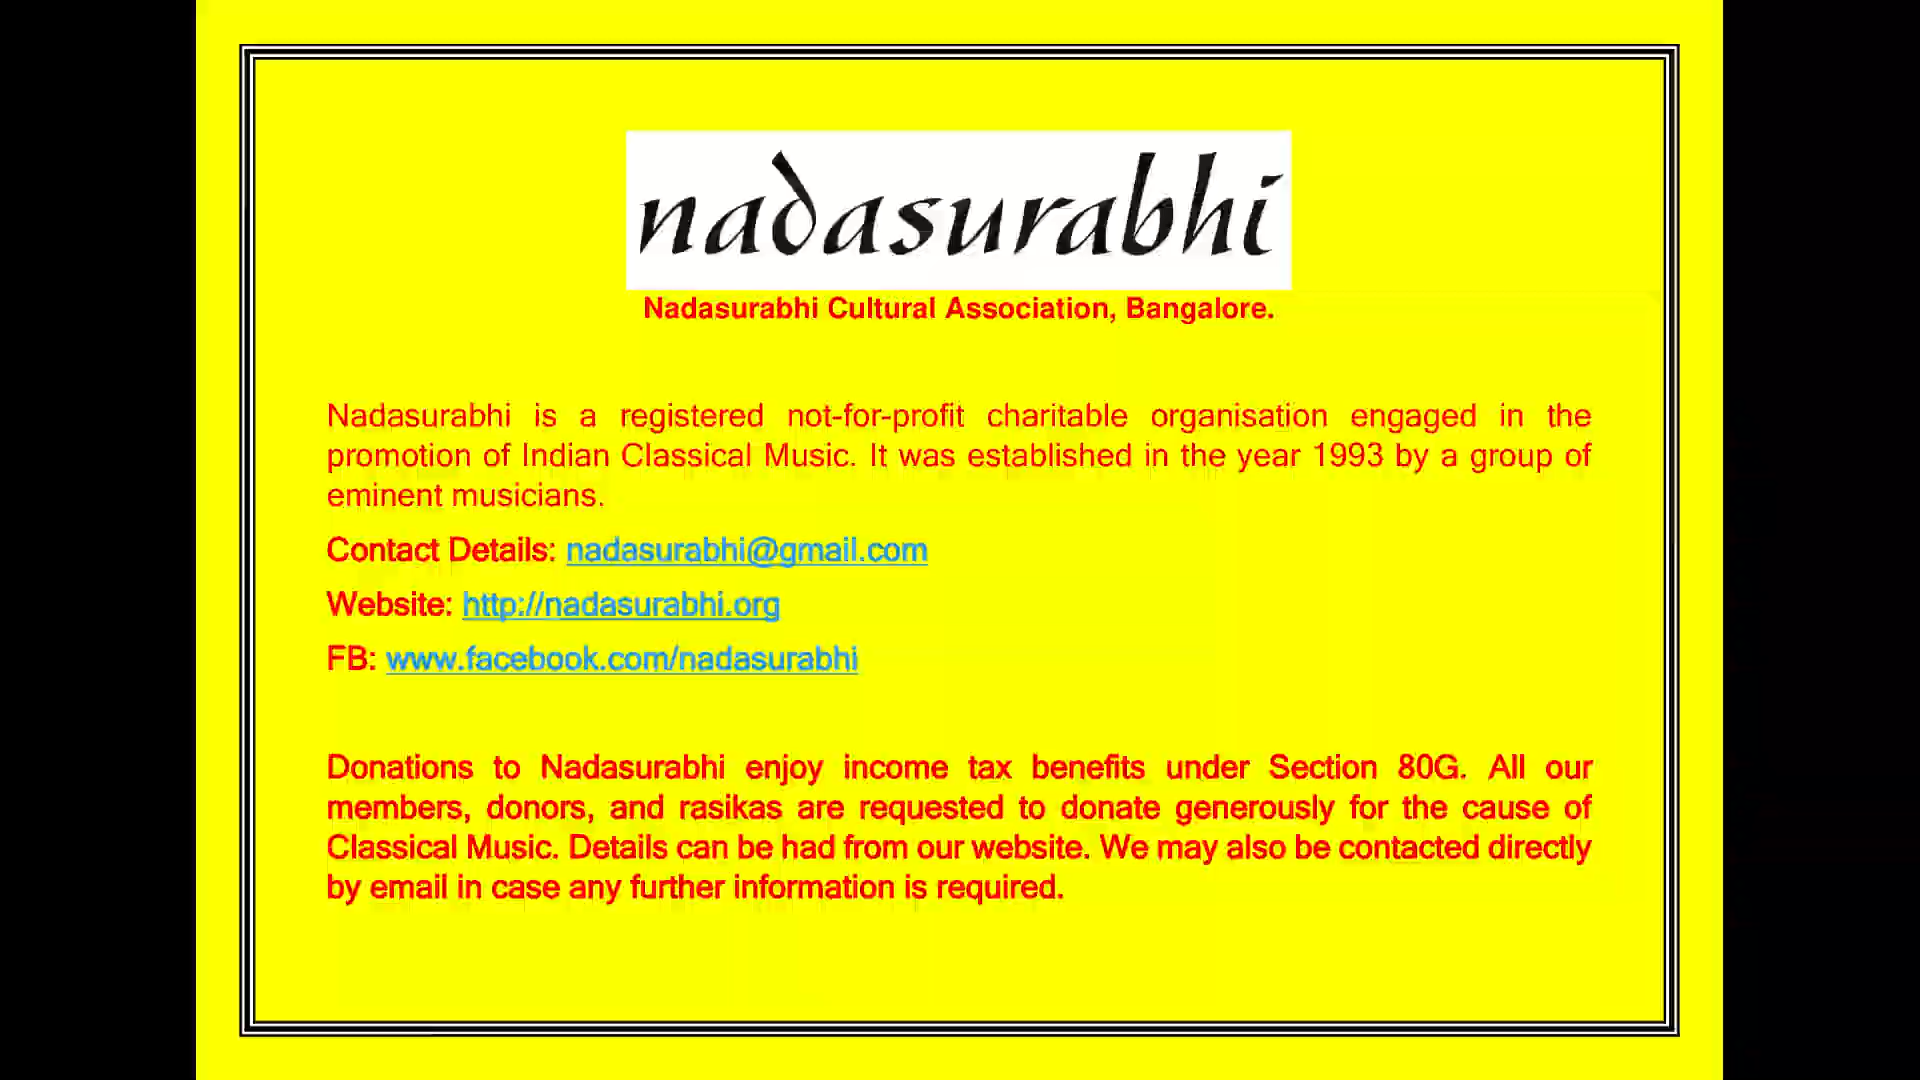 nadasurabhi
Nadasurabhi Cultural Association, Bangalore.
Nadasurabhi is a registered not-for-profit charitable organisation engaged in the
promotion of Indian Classical Music. It was established in the year 1993 by a group of
eminent musicians.
Contact Details: nadasurabhi@gmail.com
Website: http://nadasurabhi.org
FB: www.facebook.com/nadasurabhi
Donations to Nadasurabhi enjoy income tax benefits under Section 80G. All our
members, donors, and rasikas are requested to donate generously for the cause of
Classical Music. Details can be had from our website. We may also be contacted directly
by email in case any further information is required.